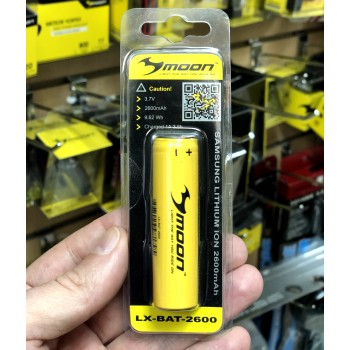 moon
Caution!
3.7V
2600mAh
9.62 Wh
SAMSUNG LITHIUM ION 2600mAh
- +
moon
LX-BAT-2600